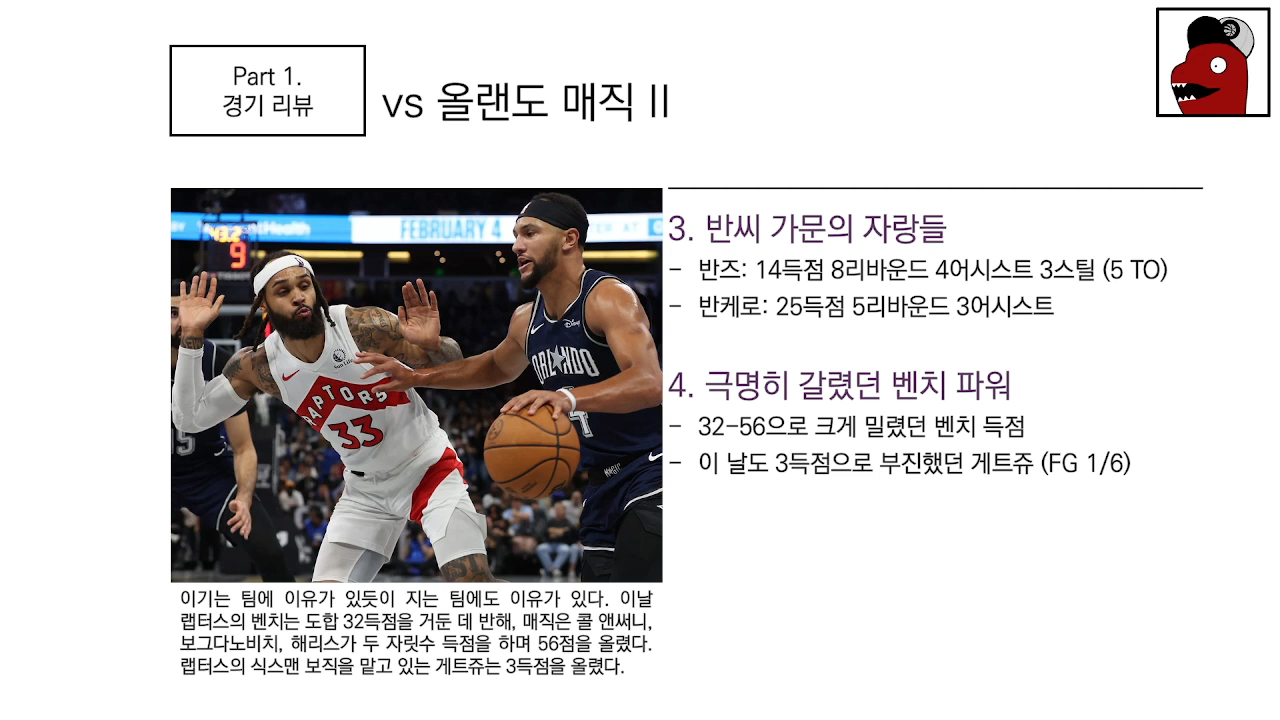 Part 1.
경기 리뷰
vs 올랜도 매직 II
FEBRUARY 4
43.2
9
Disney
ORLANDO
RAPTORS
33
4
MAGIC
3. 반씨 가문의 자랑들
- 반즈: 14득점 8리바운드 4어시스트 3스틸 (5 TO)
- 반케로: 25득점 5리바운드 3어시스트
4. 극명히 갈렸던 벤치 파워
- 32-56으로 크게 밀렸던 벤치 득점
- 이 날도 3득점으로 부진했던 게트쥬 (FG 1/6)
이기는 팀에 이유가 있듯이 지는 팀에도 이유가 있다. 이날
랩터스의 벤치는 도합 32득점을 거둔 데 반해, 매직은 콜 앤써니,
보그다노비치, 해리스가 두 자릿수 득점을 하며 56점을 올렸다.
랩터스의 식스맨 보직을 맡고 있는 게트쥬는 3득점을 올렸다.